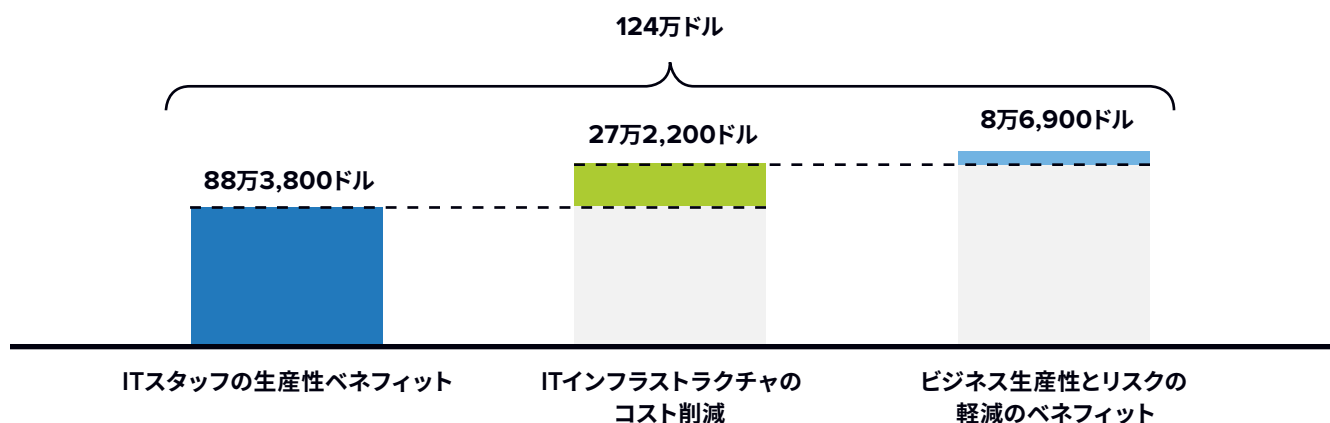 124万ドル
88万3,800ドル
27万2,200ドル
8万6,900ドル
ITスタッフの生産性ベネフィット
ITインフラストラクチャの
コスト削減
ビジネス生産性とリスクの
軽減のベネフィット